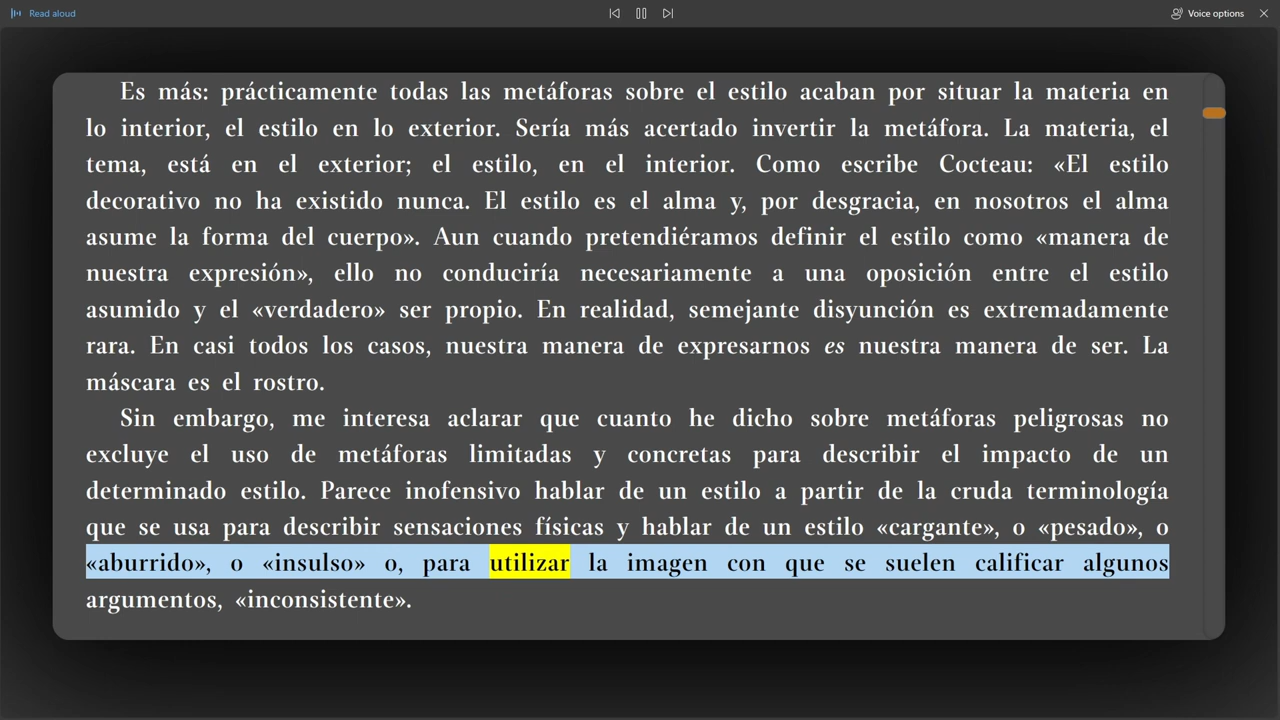 Read aloud
Voice options
Es más: prácticamente todas las metáforas sobre el estilo acaban por situar la materia en
lo interior, el estilo en lo exterior. Sería más acertado invertir la metáfora. La materia, el
tema, está en el exterior; el estilo, en el interior. Como escribe Cocteau: «El estilo
decorativo no ha existido nunca. El estilo es el alma y, por desgracia, en nosotros el alma
asume la forma del cuerpo». Aun cuando pretendiéramos definir el estilo como «manera de
nuestra expresión», ello no conduciría necesariamente a una oposición entre el estilo
asumido y el «verdadero» ser propio. En realidad, semejante disyunción es extremadamente
rara. En casi todos los casos, nuestra manera de expresarnos es nuestra manera de ser. La
máscara es el rostro.
Sin embargo, me interesa aclarar que cuanto he dicho sobre metáforas peligrosas no
excluye el uso de metáforas limitadas y concretas para describir el impacto de un
determinado estilo. Parece inofensivo hablar de un estilo a partir de la cruda terminología
que se usa para describir sensaciones físicas y hablar de un estilo «cargante», o «pesado», o
«aburrido», o «insulso» o, para utilizar la imagen con que se suelen calificar algunos
argumentos, «inconsistente».